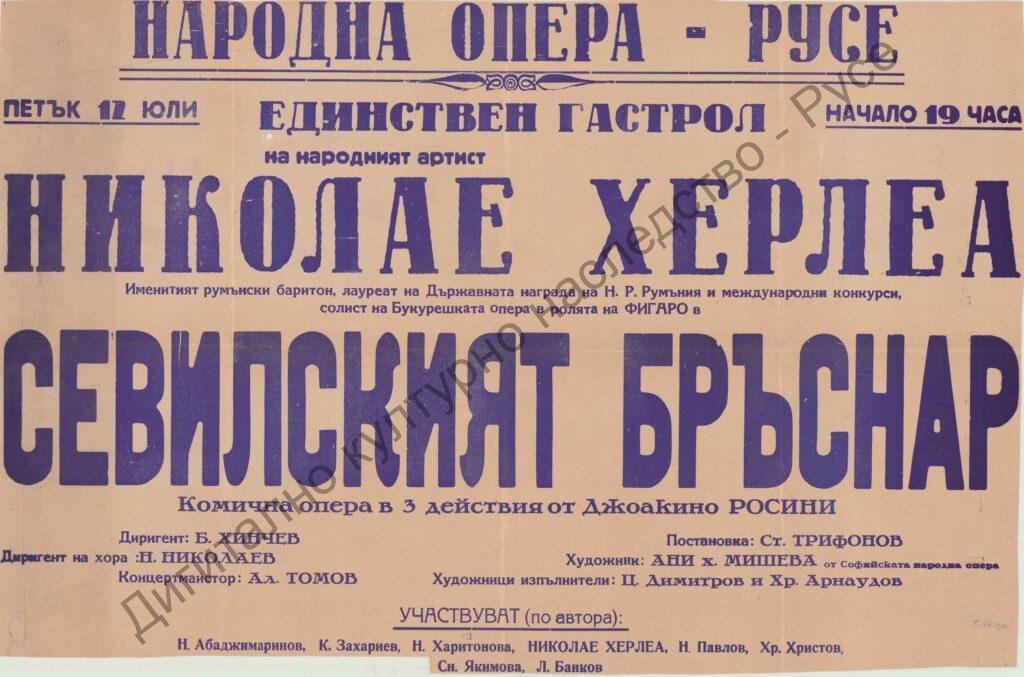 НАРОДНА ОПЕРА - РУСЕ
ПЕТЪК 12 ЮЛИ
ЕДИНСТВЕН ГАСТРОЛ
НАЧАЛО 19 ЧАСА
на народният артист
НИКОЛАЕ ХЕРЛЕА
Именитият румънски баритон, лауреат на Държавната награда на Н. Р. Румъния и международни конкурси,
солист на Букурешката опера в ролята на ФИГАРО в
СЕВИЛСКИЯТ БРЪСНАР
Комична опера в 3 действия от Джоакино РОСИНИ
Диригент: Б. ХИНЧЕВ
Диригент на хора :Н. НИКОЛАЕВ
Концертмайстор: Ал. ТОМОВ
Постановка: Ст. ТРИФОНОВ
Художник: АНИ х. МИШЕВА от Софийската народна опера
Художници изпълнители: Ц. Димитров и Хр. Арнаудов
УЧАСТВУВАТ (по автора):
Н. Абаджимаринов, К. Захариев, Н. Харитонова, НИКОЛАЕ ХЕРЛЕА, Н. Павлов, Хр. Христов,
Сн. Якимова, Л. Банков
Дигитално културно наследство - Русе